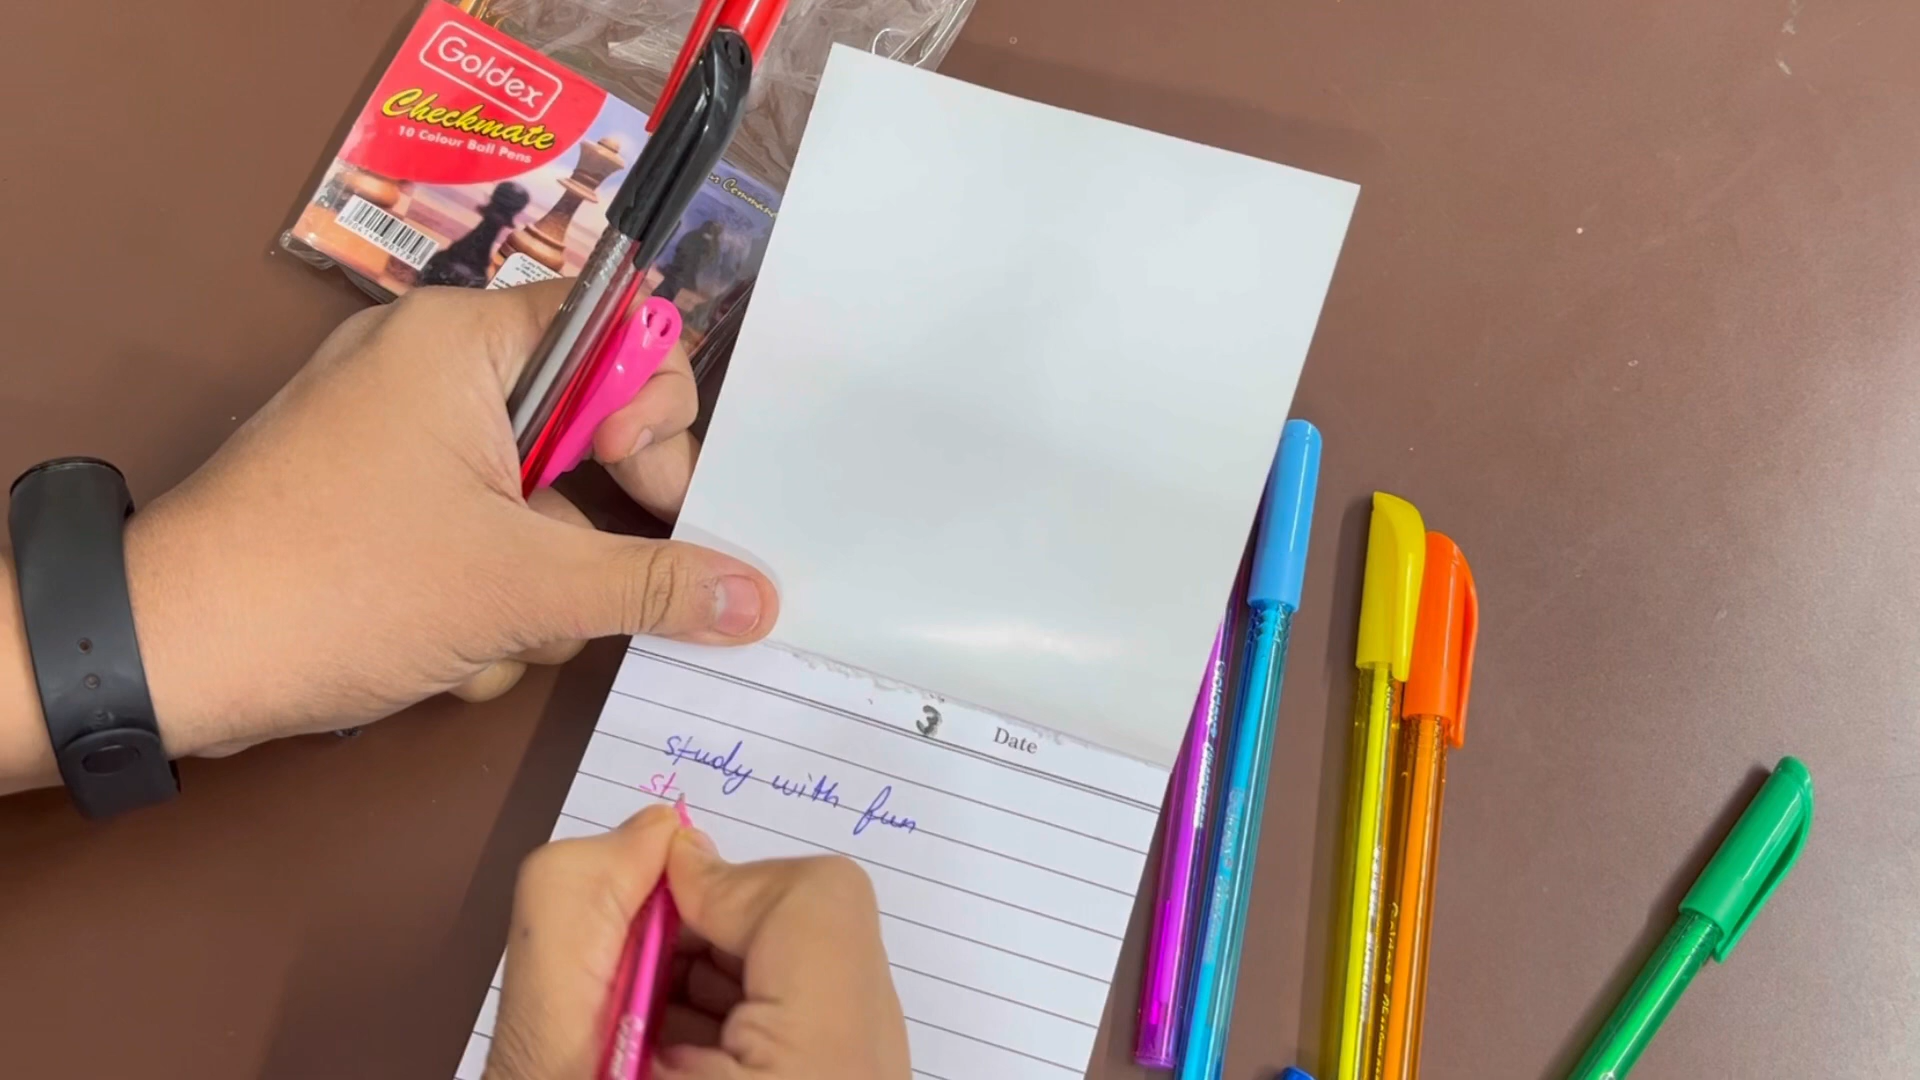 Goldex
Checkmate
10 Colour Ball Pens
3 Date
study with fun
st